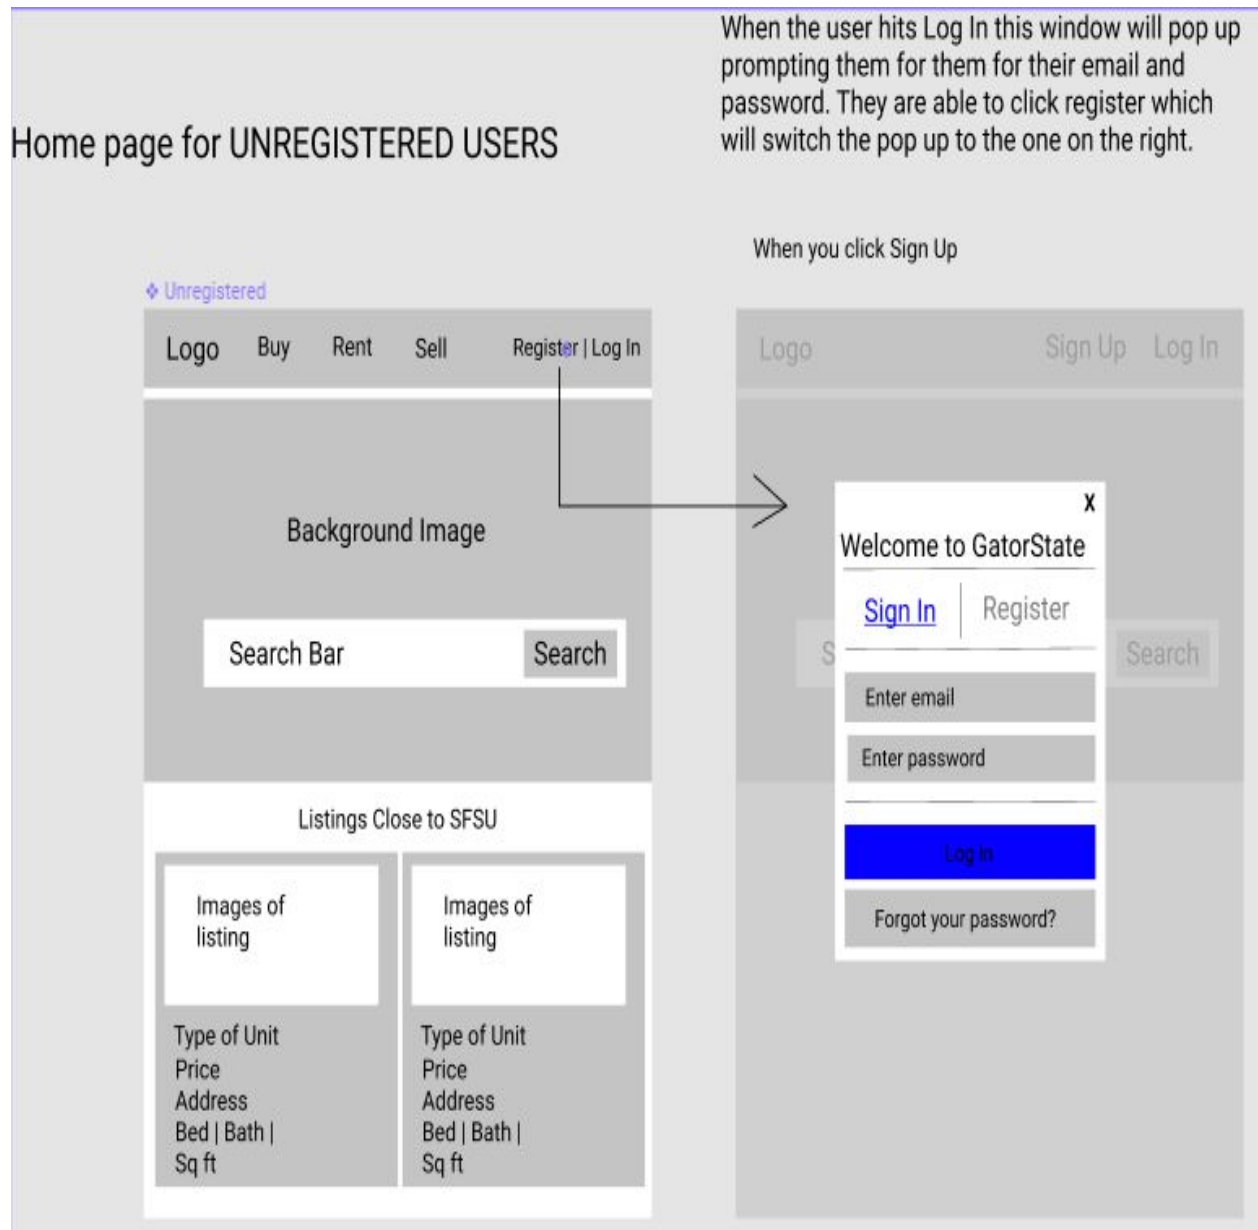 When the user hits Log In this window will pop up
prompting them for them for their email and
password. They are able to click register which
will switch the pop up to the one on the right.
Home page for UNREGISTERED USERS
When you click Sign Up
Unregistered
Logo Buy Rent Sell Register | Log In
Background Image
Search Bar Search
Listings Close to SFSU
Images of
listing
Type of Unit
Price
Address
Bed | Bath |
Sq ft
Images of
listing
Type of Unit
Price
Address
Bed | Bath |
Sq ft
Logo Sign Up Log In
X
Welcome to GatorState
Sign In | Register
S Search
Enter email
Enter password
Log in
Forgot your password?